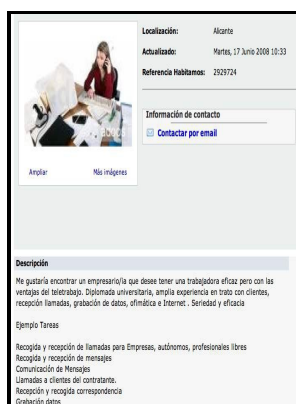 Localización: Alicante
Actualizado: Martes, 17 Junio 2008 10:33
Referencia Habitamos: 2929724
Información de contacto
Contactar por email
Ampliar Más imágenes
Descripción
Me gustaría encontrar un empresario/ia que desee tener una trabajadora eficaz pero con las
ventajas del teletrabajo. Diplomada universitaria, amplia experiencia en trato con clientes,
recepción llamadas, grabación de datos, ofimática e Internet . Seriedad y eficacia
Ejemplo Tareas
Recogida y recepción de llamadas para Empresas, autónomos, profesionales libres
Recogida y recepción de mensajes
Comunicación de Mensajes
Llamadas a clientes del contratante.
Recepción y recogida correspondencia
Grabación datos